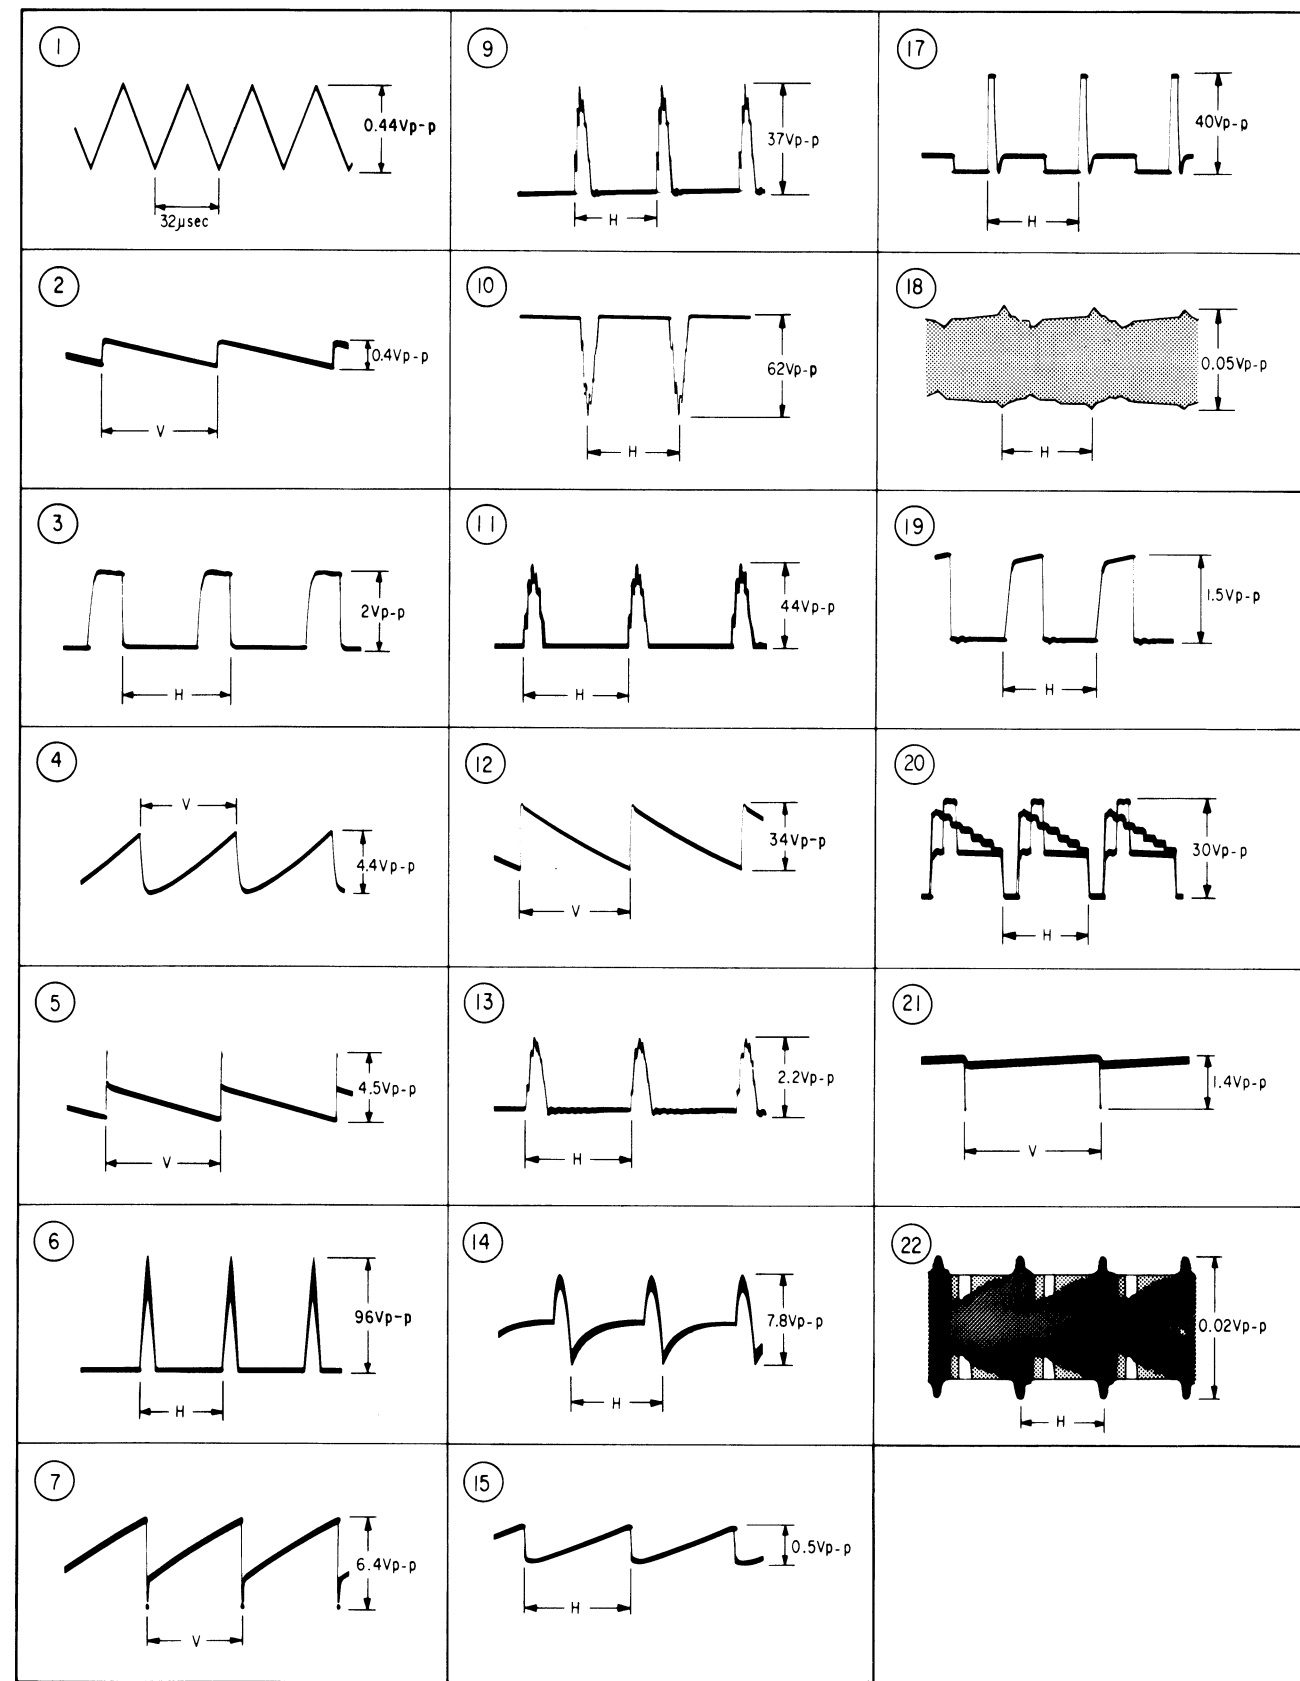 1
0.44Vp-p
32μsec
2
0.4Vp-p
V
3
2Vp-p
H
4
V
4.4Vp-p
5
4.5Vp-p
V
6
96Vp-p
H
7
6.4Vp-p
V
9
37Vp-p
H
10
62Vp-p
H
11
44Vp-p
H
12
34Vp-p
V
13
2.2Vp-p
H
14
7.8Vp-p
H
15
0.5Vp-p
H
17
40Vp-p
H
18
0.05Vp-p
H
19
1.5Vp-p
H
20
30Vp-p
H
21
1.4Vp-p
V
22
0.02Vp-p
H